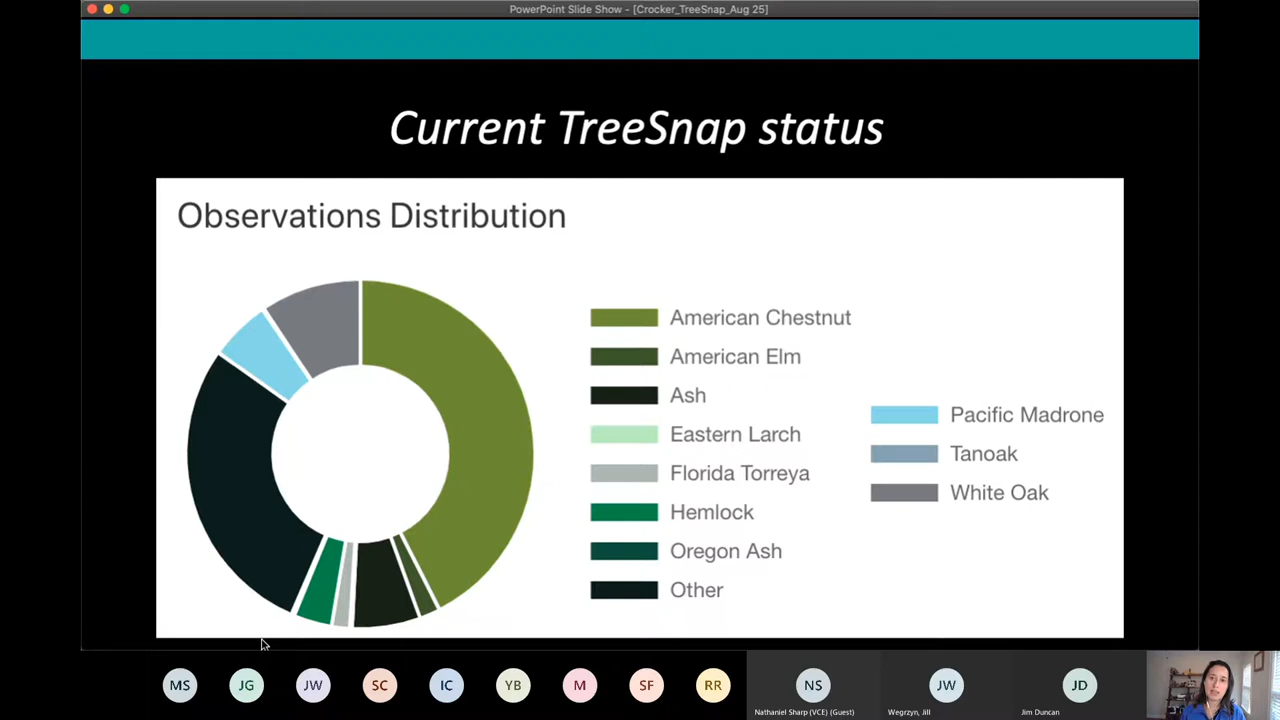 PowerPoint Slide Show - [Crocker_TreeSnap_Aug 25]
Current TreeSnap status
Observations Distribution
American Chestnut
American Elm
Ash
Eastern Larch
Florida Torreya
Hemlock
Oregon Ash
Other
Pacific Madrone
Tanoak
White Oak
MS JG JW SC IC YB M SF RR NS JW JD
Nathaniel Sharp (VCE) (Guest) Wegrzyn, Jill Jim Duncan